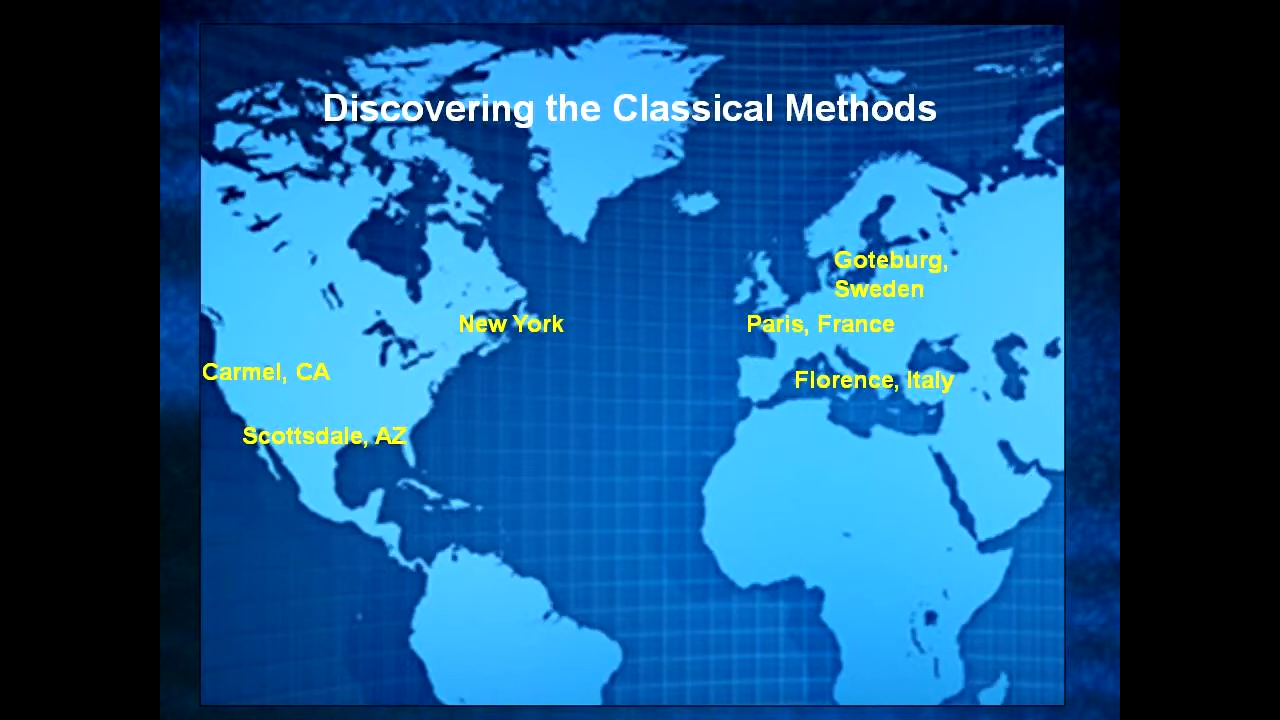 Discovering the Classical Methods
Goteburg,
Sweden
New York
Paris, France
Carmel, CA
Florence, Italy
Scottsdale, AZ